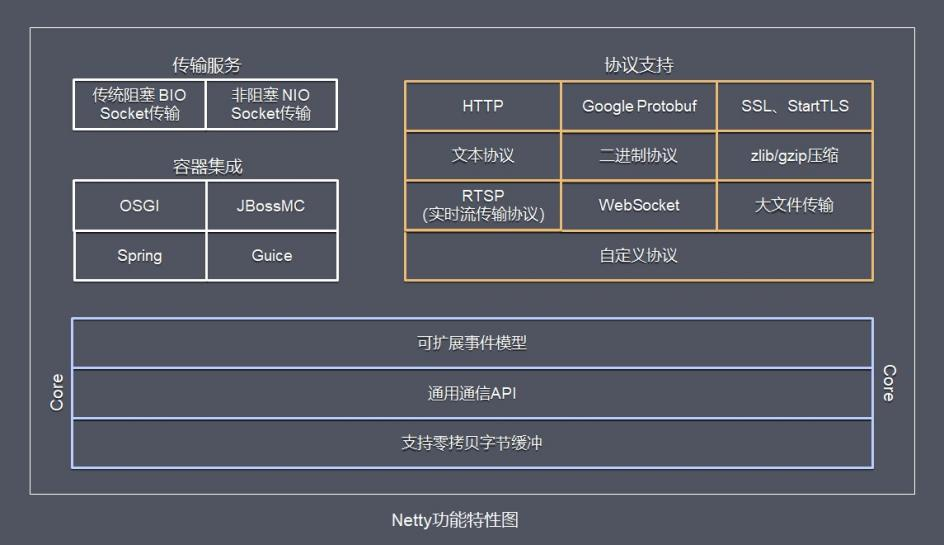 传输服务
传统阻塞 BIO
Socket传输
非阻塞 NIO
Socket传输
容器集成
OSGI
JBossMC
Spring
Guice
协议支持
HTTP
Google Protobuf
SSL、StartTLS
文本协议
二进制协议
zlib/gzip压缩
RTSP
(实时流传输协议)
WebSocket
大文件传输
自定义协议
Core
可扩展事件模型
通用通信API
支持零拷贝字节缓冲
Core
Netty功能特性图